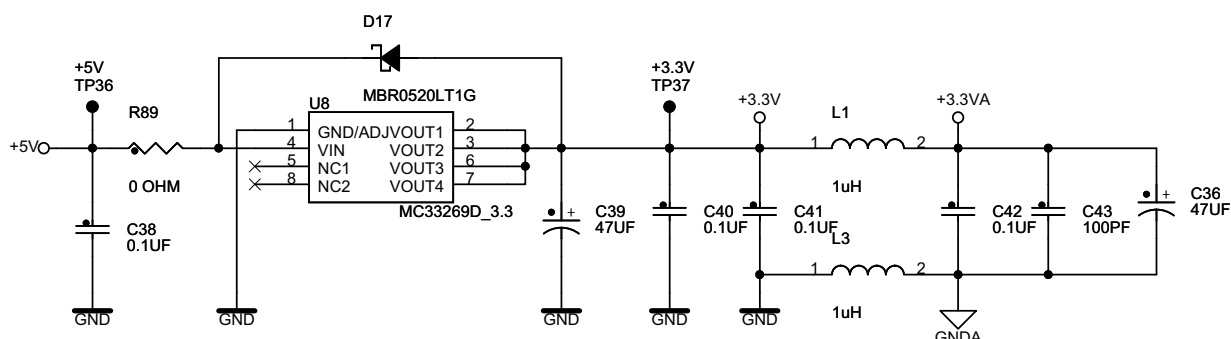 D17
+5V
TP36
+3.3V
TP37
MBR0520LT1G
U8
+3.3V
L1
+3.3VA
R89
+5V
1
GND/ADJ
VOUT1
2
4
VIN
VOUT2
3
5
NC1
VOUT3
6
8
NC2
VOUT4
7
1
2
0 OHM
1uH
MC33269D_3.3
C38
0.1UF
C39
47UF
C40
0.1UF
C41
0.1UF
C42
0.1UF
C43
100PF
C36
47UF
+
+
L3
1
2
1uH
GND
GND
GND
GND
GND
GNDA